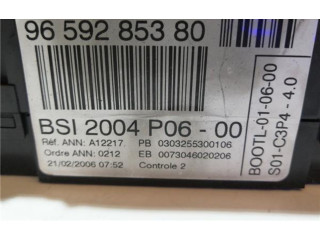 96 592 853 80
BSI 2004 P06 - 00
Réf. ANN: A12217. PB 0303255300106
Ordre ANN: 0212 EB 0073046020206
21/02/2006 07:52 Controle 2
BOOTL-01-06-00
S01-C3P4 - 4.0